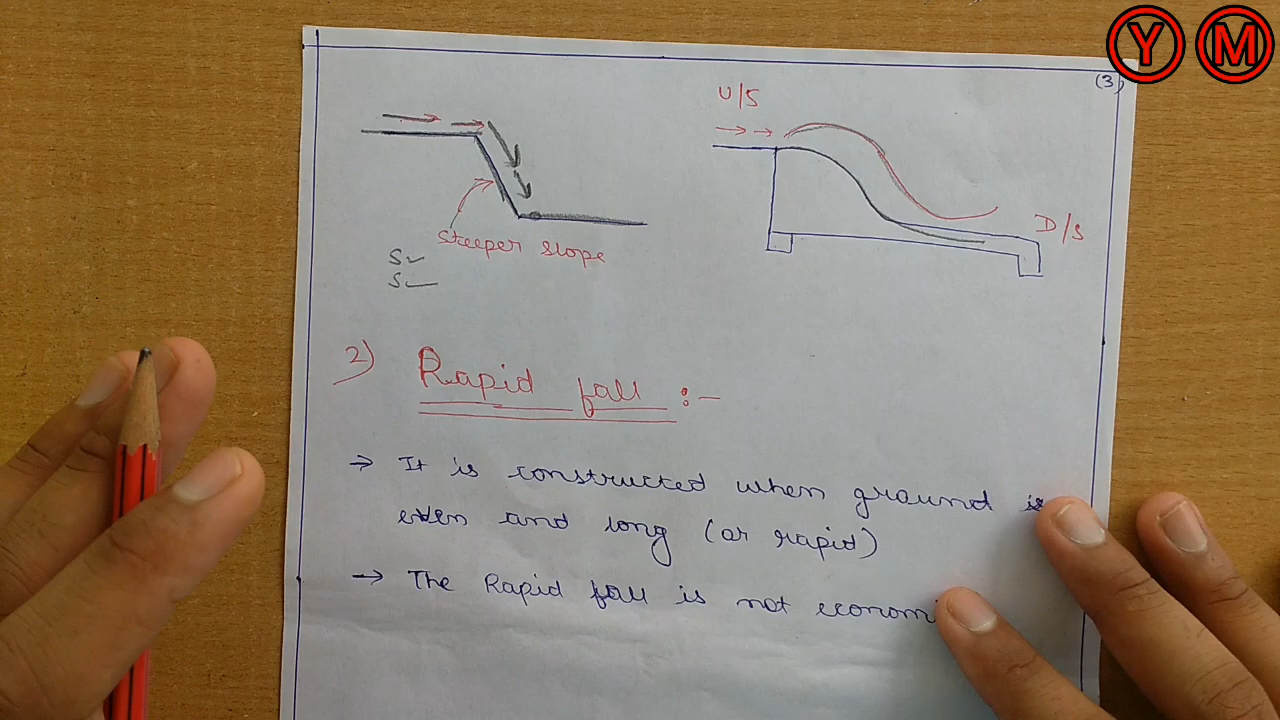 Y M
(3)
U/S
D/S
steeper slope
2) Rapid fall :-
→ It is constructed when ground is
even and long (or rapid)
→ The Rapid fall is not econom